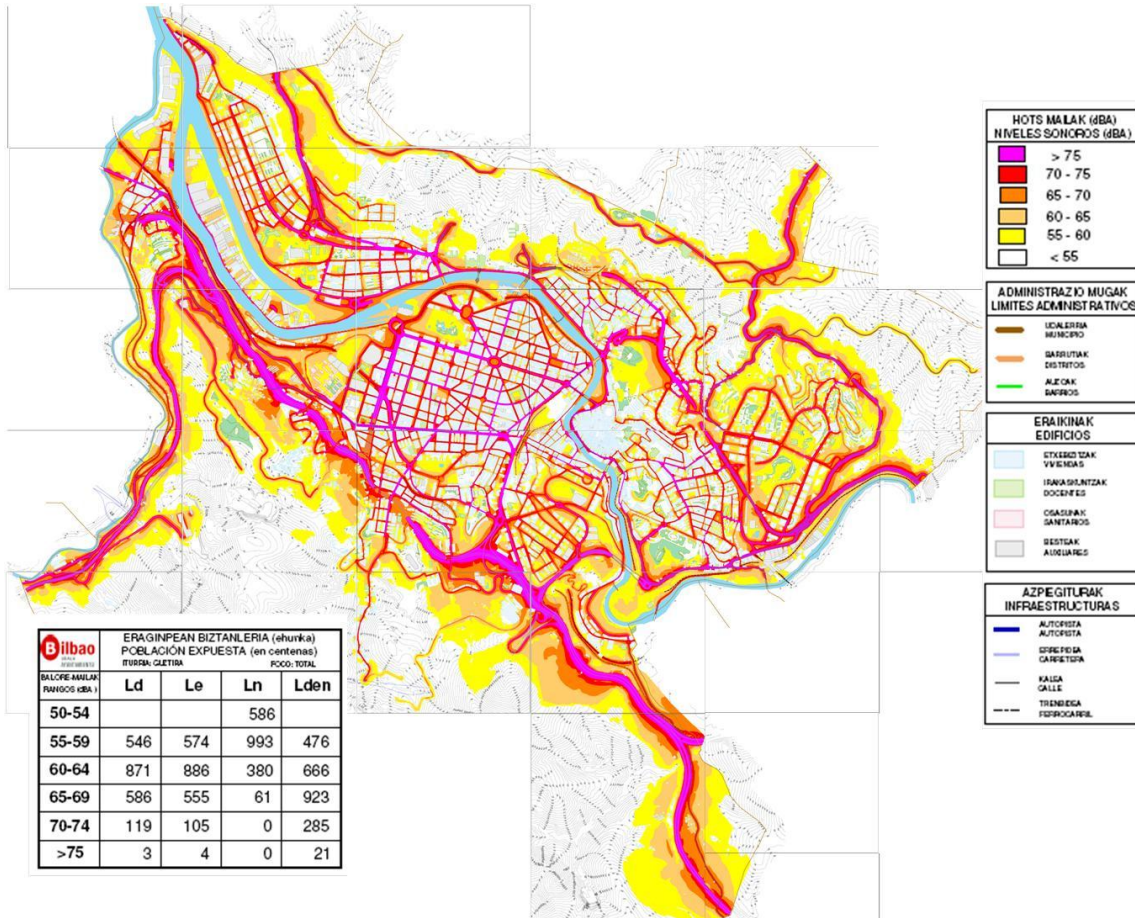 HOTS MAILAK (dBA)
NIVELES SONOROS (dBA)
> 75
70 - 75
65 - 70
60 - 65
55 - 60
< 55
ADMINISTRAZIO MUGAK
LIMITES ADMINISTRATIVOS
UDALERRIA
MUNICIPIO
BARRUTIAK
DISTRITOS
AUZOAK
BARRIOS
ERAIKINAK
EDIFICIOS
ETXEBIZITZAK
VIVIENDAS
IRAKASKUNTZAK
DOCENTES
OSASUNAK
SANITARIOS
BESTEAK
AUXILIARES
AZPIEGITURAK
INFRAESTRUCTURAS
AUTOPISTA
AUTOPISTA
ERREPIDEA
CARRETERA
KALEA
CALLE
TRENBIDEA
FERROCARRIL
Bilbao
ERAGINPEAN BIZTANLERIA (ehunka)
POBLACIÓN EXPUESTA (en centenas)
FOCO: TOTAL
BALORE-MAILAK
RANGOS (dBA) Ld Le Ln Lden
50-54 586
55-59 546 574 993 476
60-64 871 886 380 666
65-69 586 555 61 923
70-74 119 105 0 285
>75 3 4 0 21